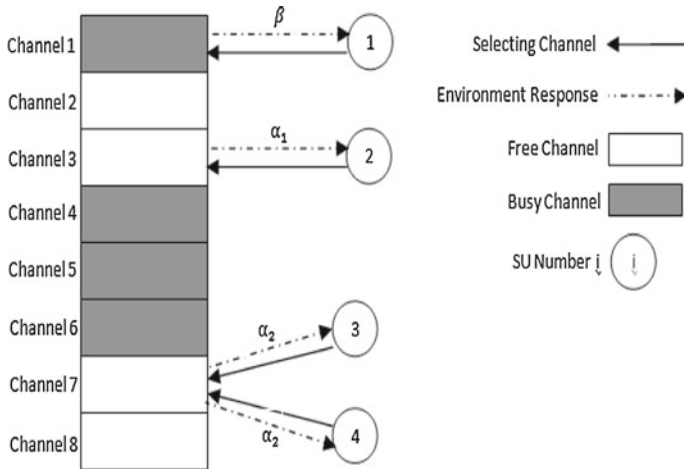 Channel 1
Channel 2
Channel 3
Channel 4
Channel 5
Channel 6
Channel 7
Channel 8
β
1
α₁
2
α₂
3
α₂
4
Selecting Channel
Environment Response
Free Channel
Busy Channel
SU Number i
i